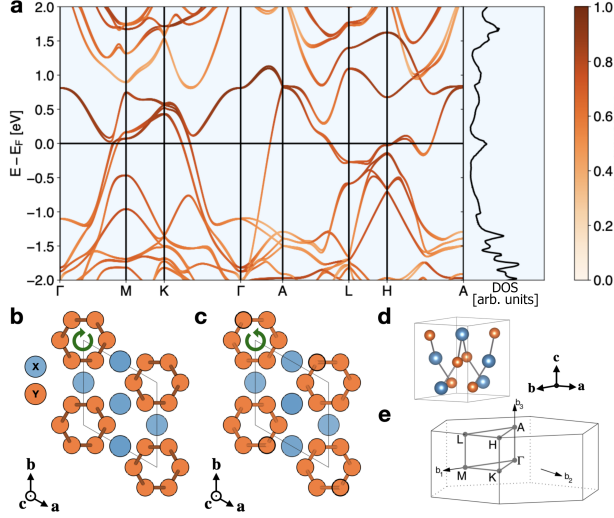 a
2.0
1.5
1.0
0.5
0.0
−0.5
−1.0
−1.5
−2.0
E − E_F [eV]
Γ M K Γ A L H A
DOS
[arb. units]
1.0
0.8
0.6
0.4
0.2
0.0
b
X
Y
b
c a
c
b
c a
d
c
b a
e
b₃
A
L H
Γ
M K
b₁
b₂